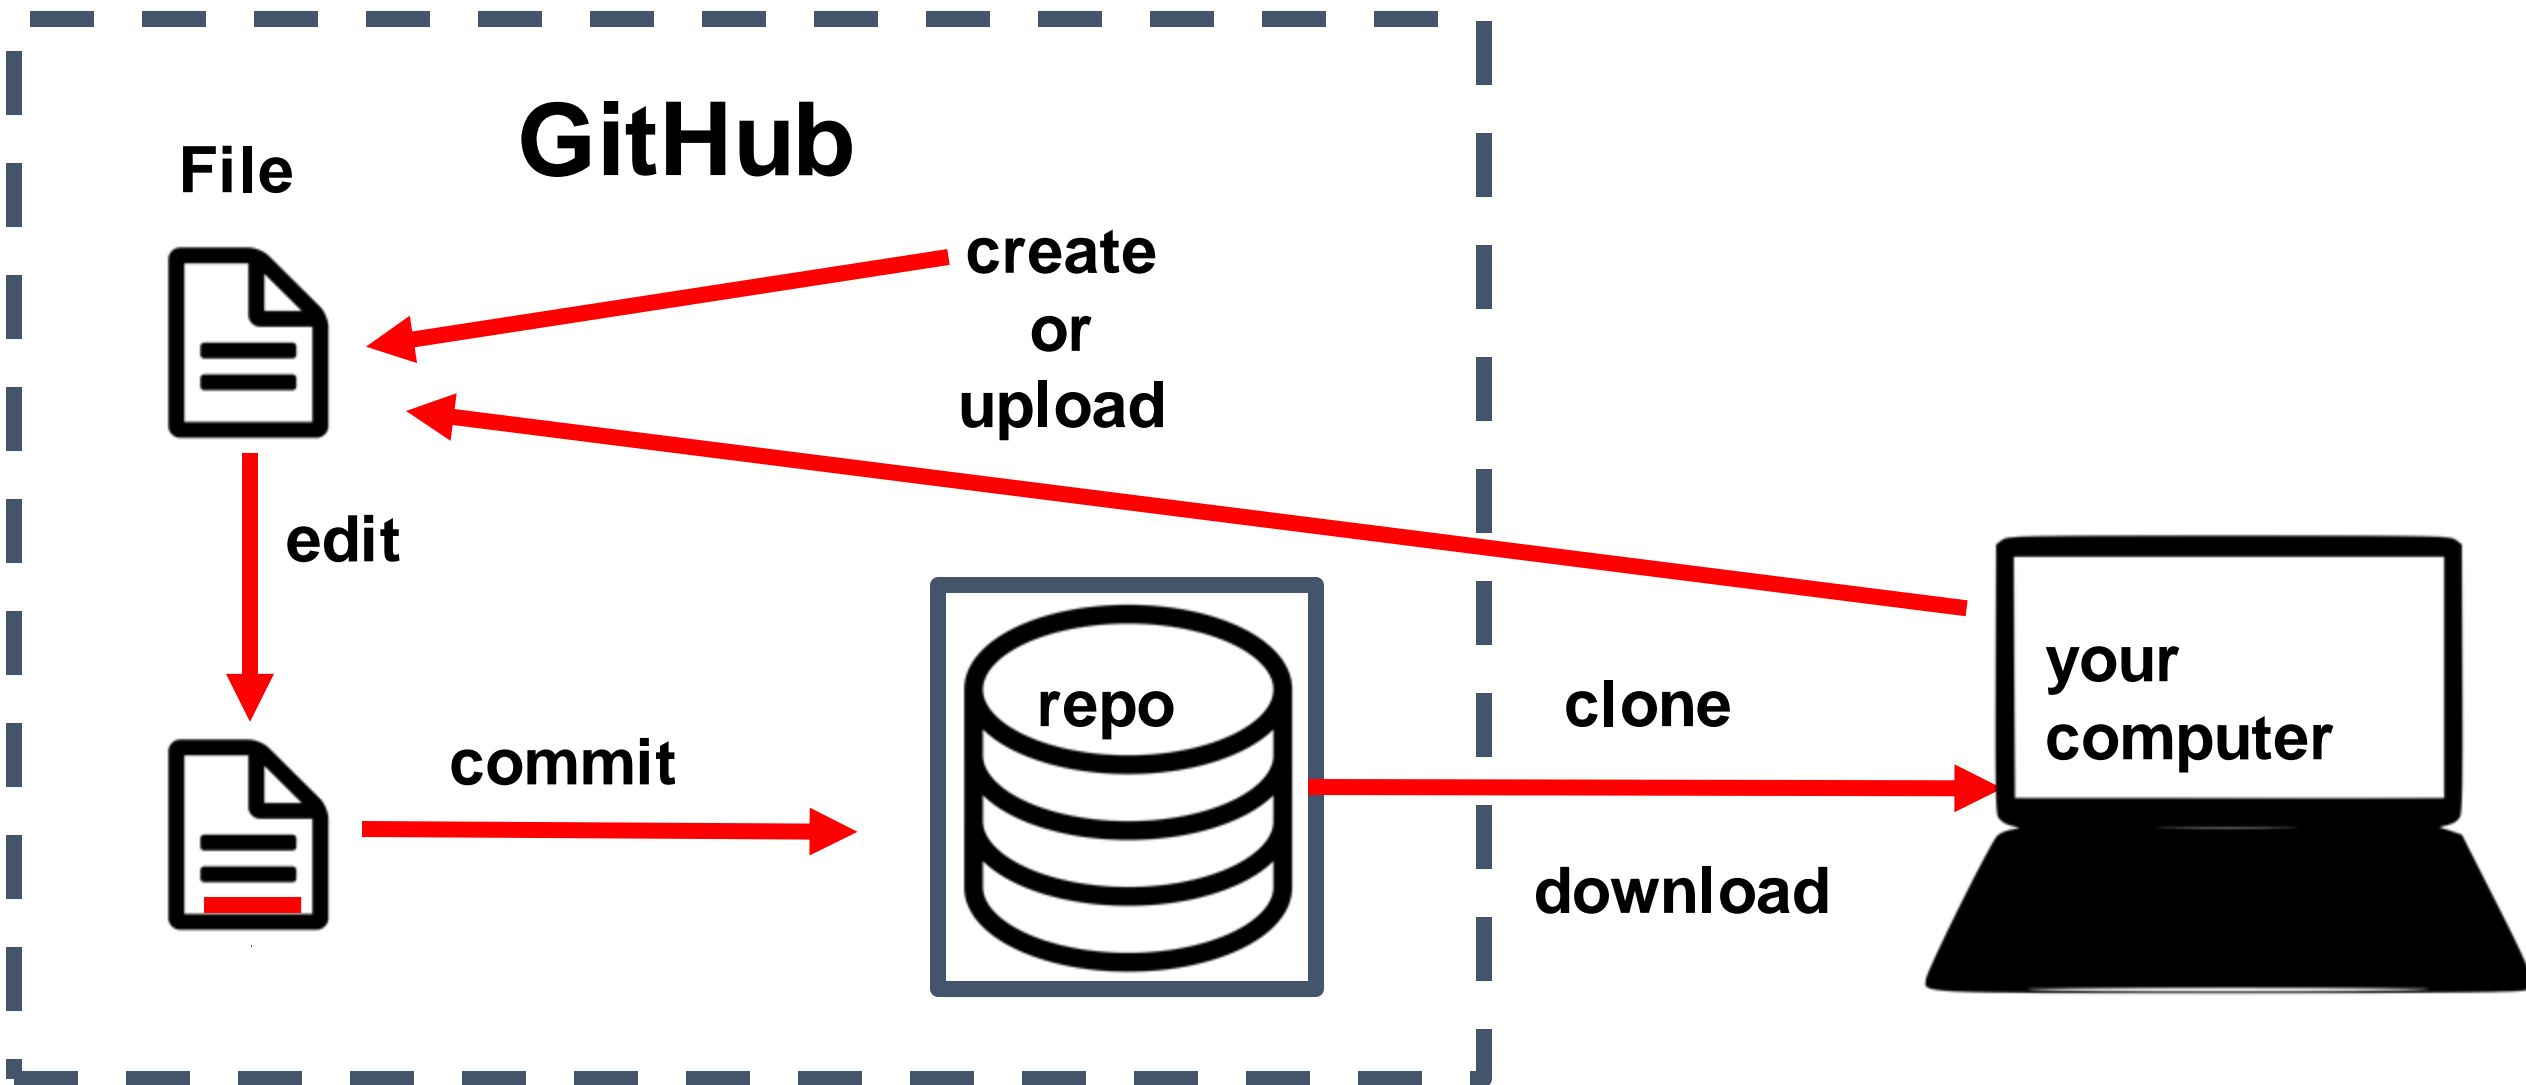 GitHub
File
create
or
upload
edit
commit
repo
clone
download
your
computer